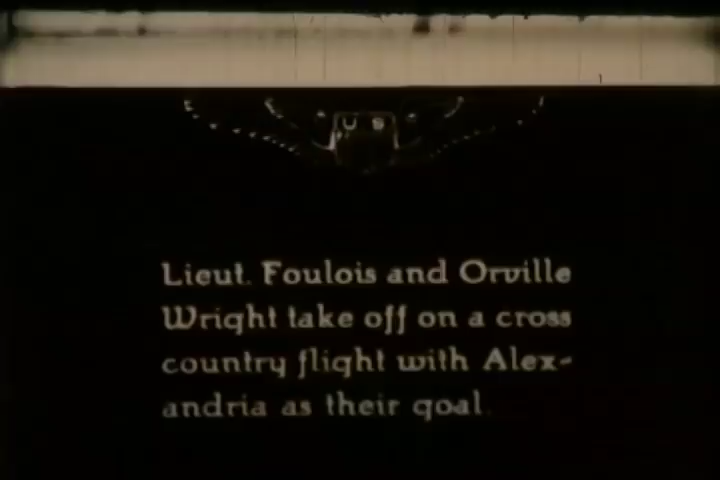 U S
Lieut. Foulois and Orville
Wright take off on a cross
country flight with Alex-
andria as their goal.